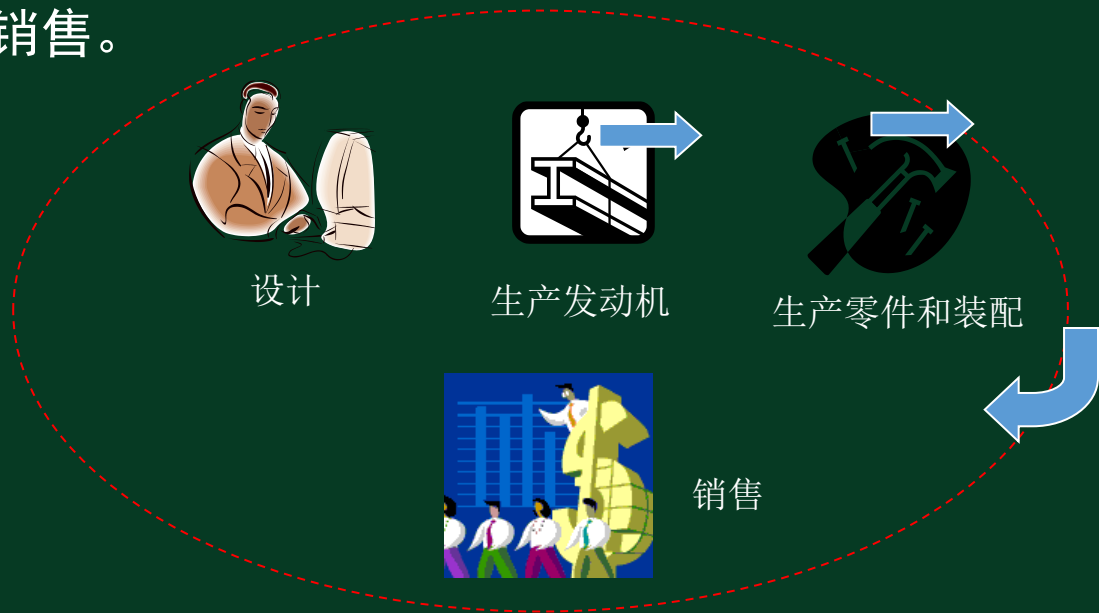 销售。
设计
生产发动机
生产零件和装配
销售